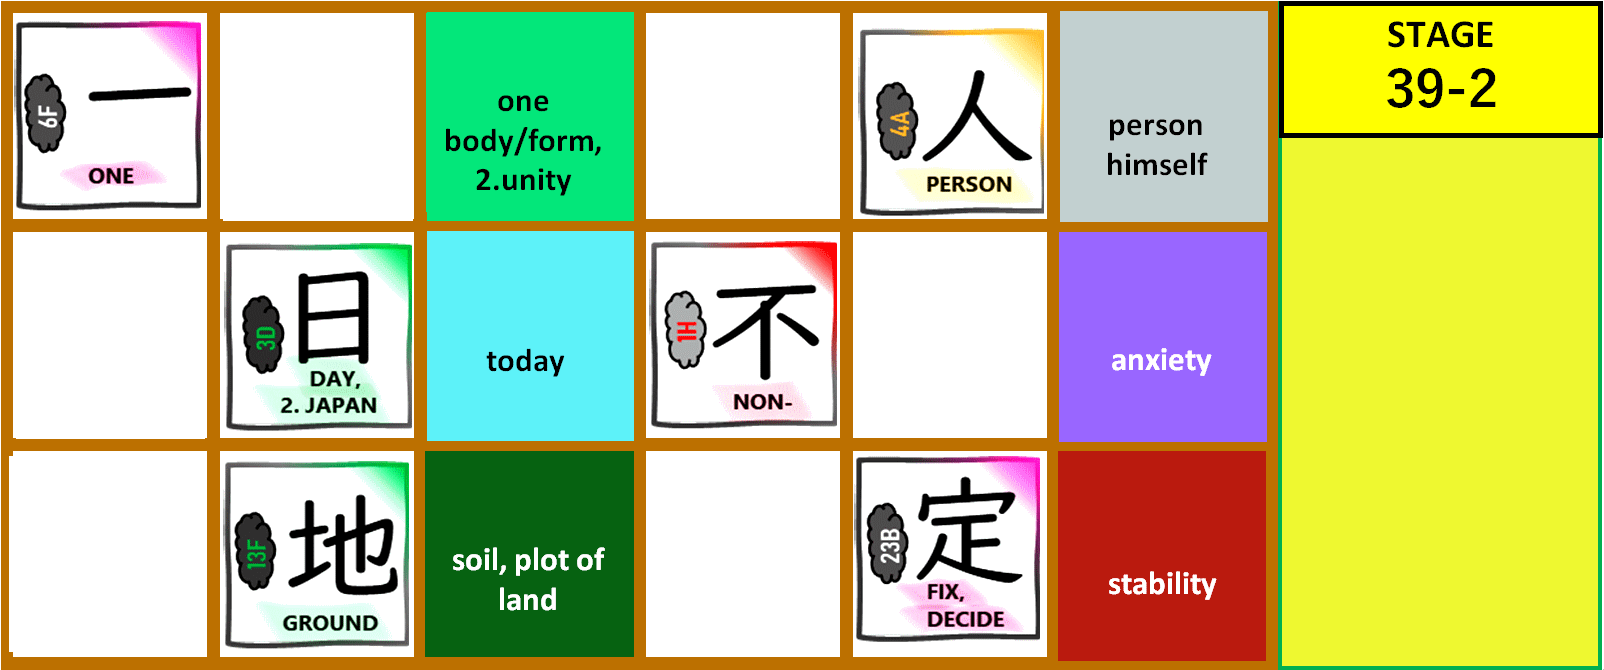 6F
一
ONE
one
body/form,
2.unity
4A
人
PERSON
person
himself
STAGE
39-2
3D
日
DAY,
2. JAPAN
today
1H
不
NON-
anxiety
13F
地
GROUND
soil, plot of
land
23B
定
FIX,
DECIDE
stability